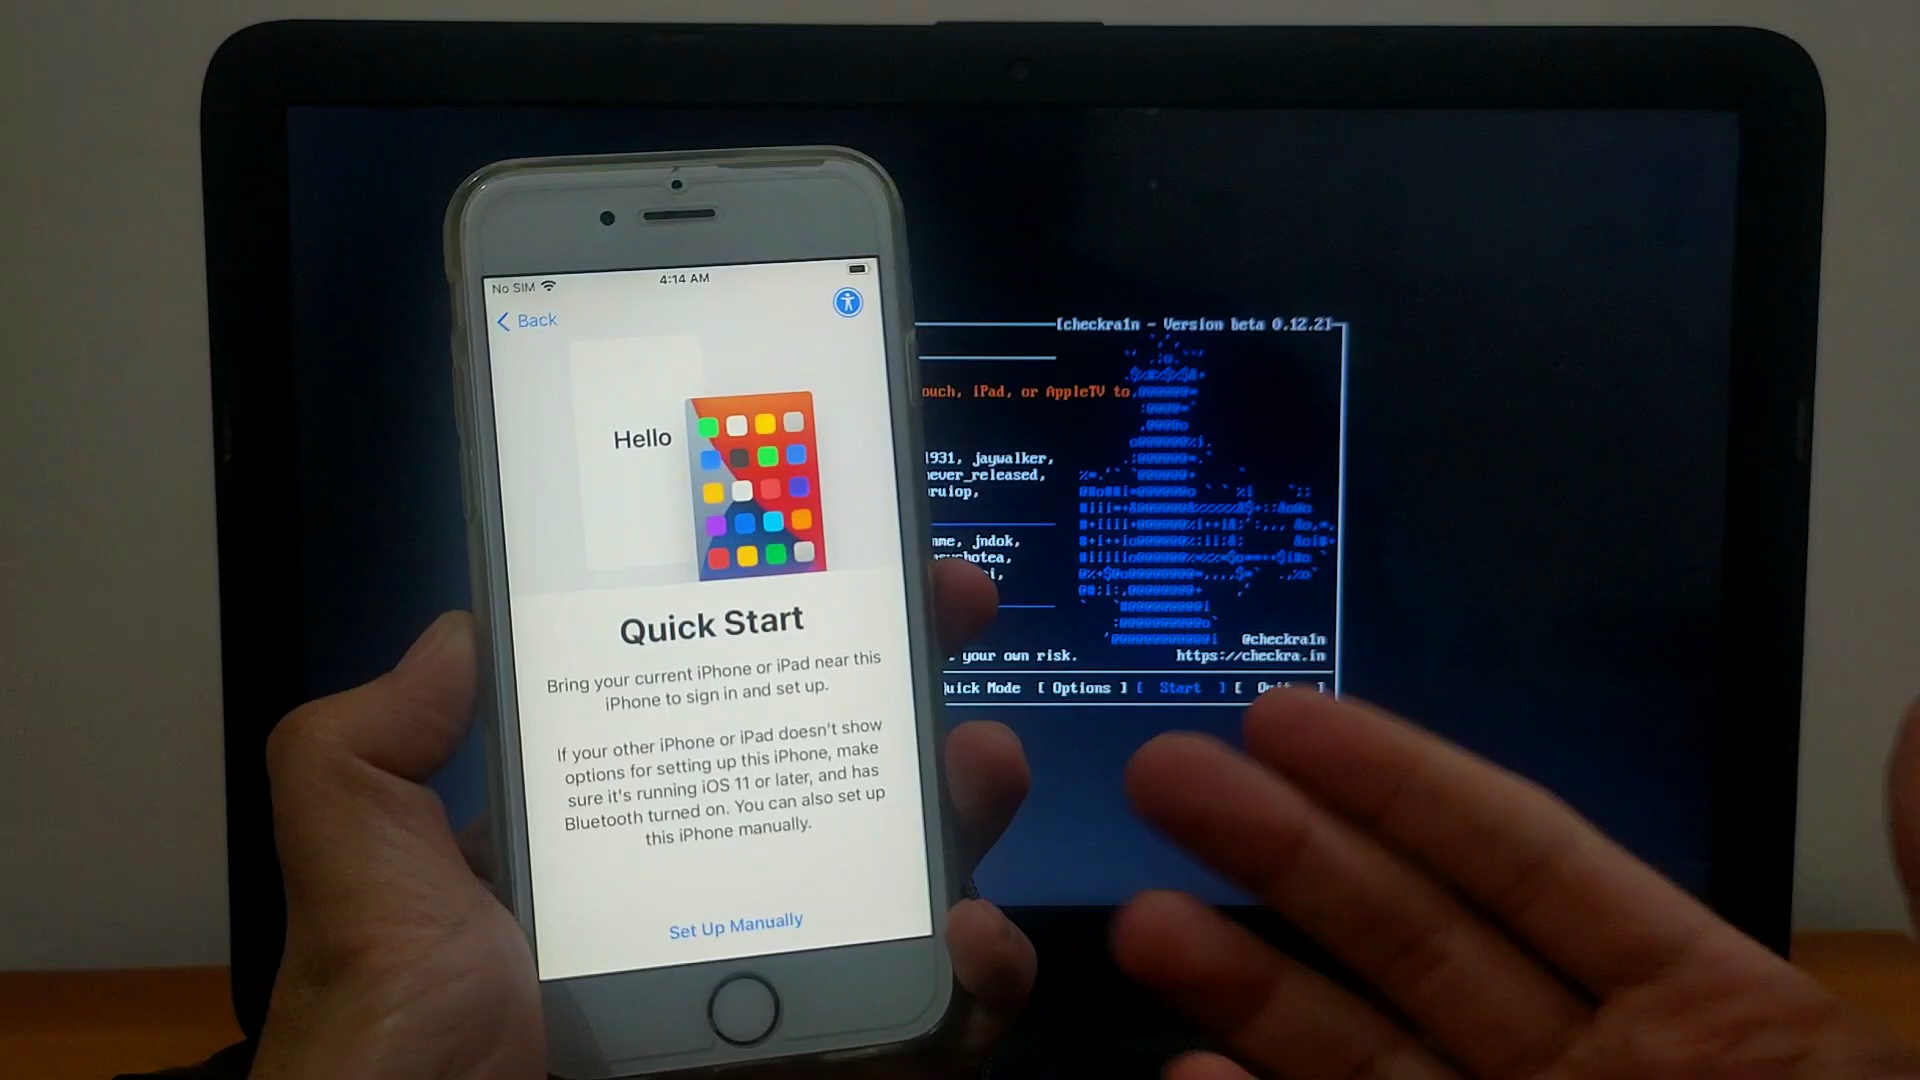 No SIM
4:14 AM
Back
Hello
Quick Start
Bring your current iPhone or iPad near this
iPhone to sign in and set up.
If your other iPhone or iPad doesn't show
options for setting up this iPhone, make
sure it's running iOS 11 or later, and has
Bluetooth turned on. You can also set up
this iPhone manually.
Set Up Manually
[checkra1n - Version beta 0.12.2]
ouch, iPad, or AppleTV to
931, jaywalker,
never_released,
ruiop,
nme, jndok,
i,
@checkra1n
. your own risk.
https://checkra.in
uick Mode [ Options ] [ Start ] [